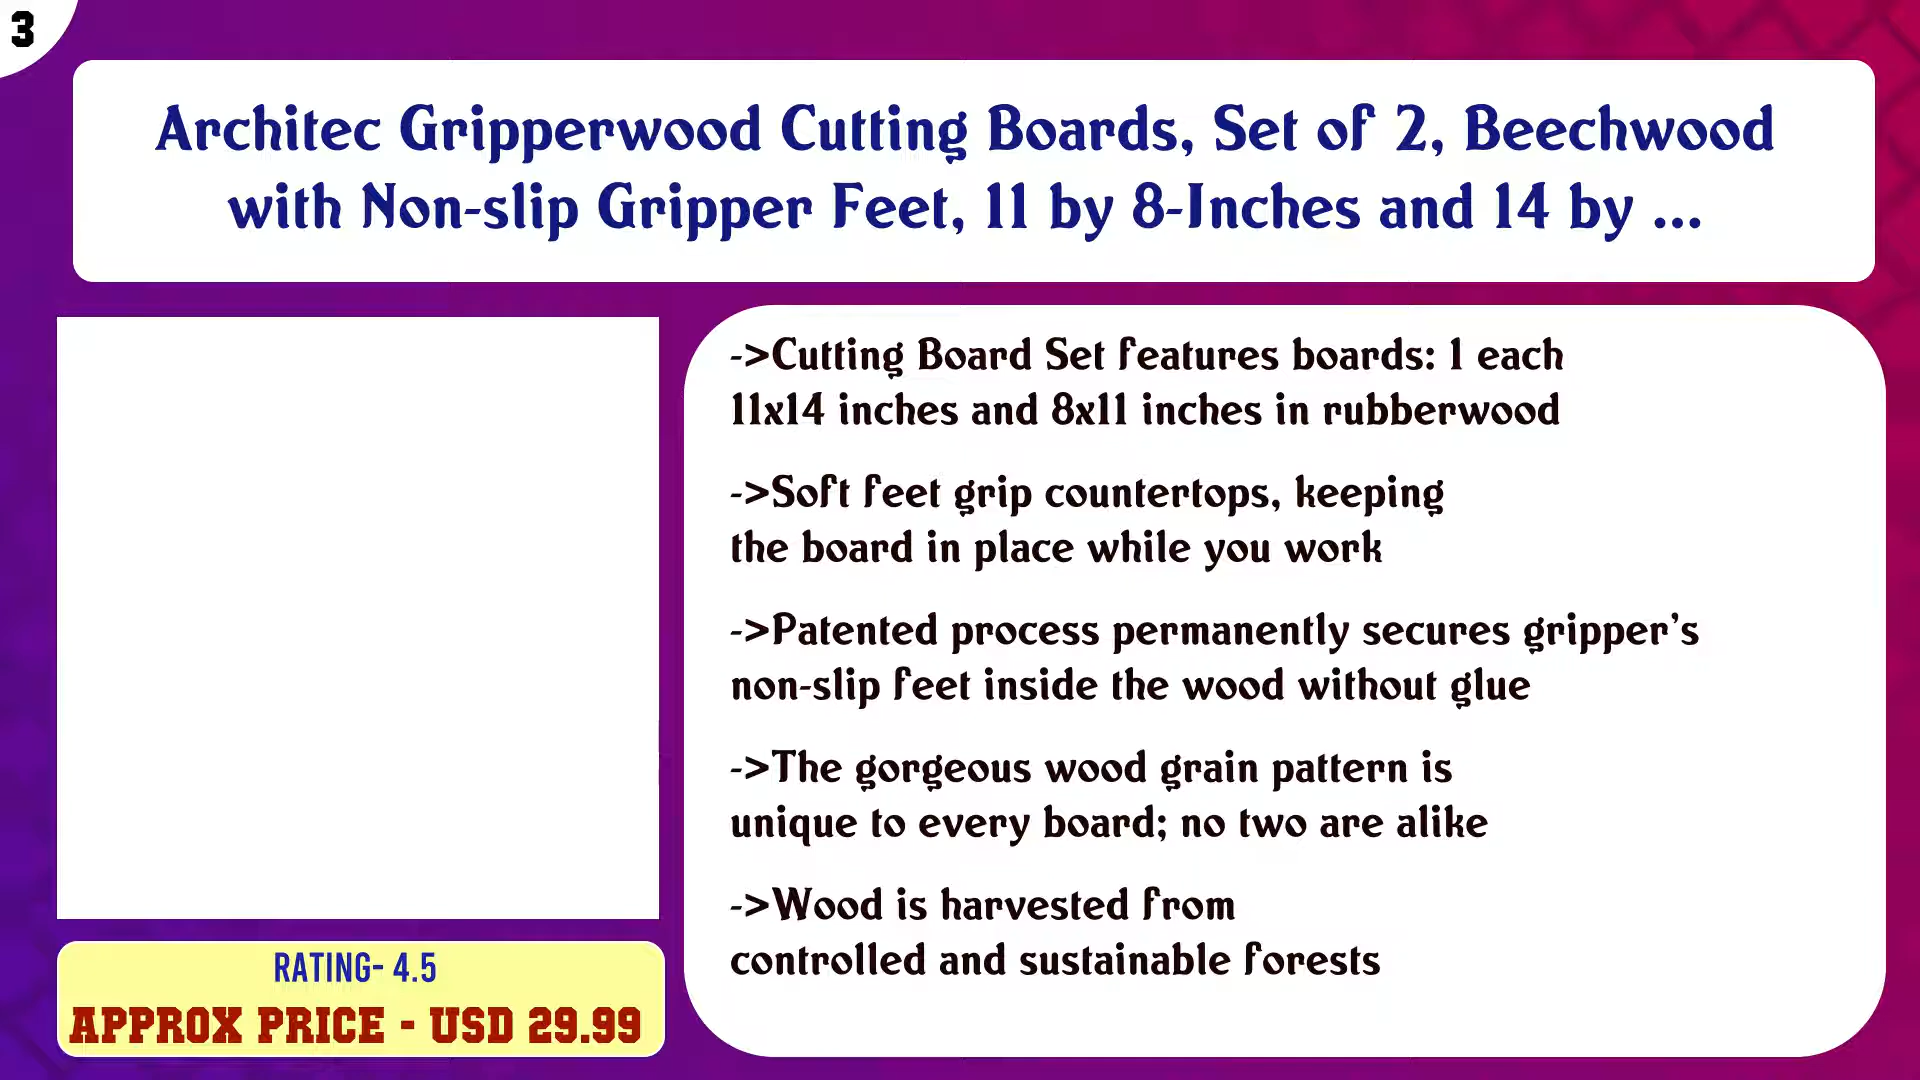 3
Architec Gripperwood Cutting Boards, Set of 2, Beechwood
with Non-slip Gripper Feet, 11 by 8-Inches and 14 by ...
->Cutting Board Set features boards: 1 each
11x14 inches and 8x11 inches in rubberwood
->Soft feet grip countertops, keeping
the board in place while you work
->Patented process permanently secures gripper's
non-slip feet inside the wood without glue
->The gorgeous wood grain pattern is
unique to every board; no two are alike
->Wood is harvested from
controlled and sustainable forests
RATING- 4.5
APPROX PRICE - USD 29.99